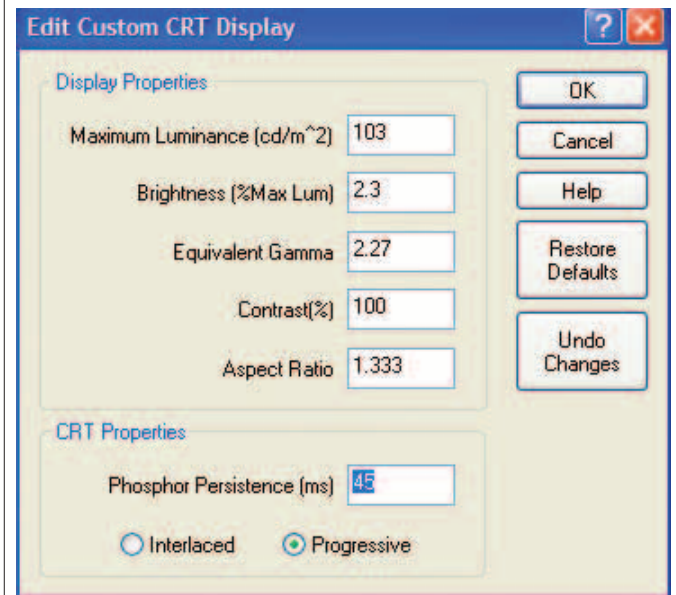 Edit Custom CRT Display
Display Properties
Maximum Luminance (cd/m^2) 103
Brightness (%Max Lum) 2.3
Equivalent Gamma 2.27
Contrast(%) 100
Aspect Ratio 1.333
CRT Properties
Phosphor Persistence (ms) 45
Interlaced Progressive
?
OK
Cancel
Help
Restore
Defaults
Undo
Changes